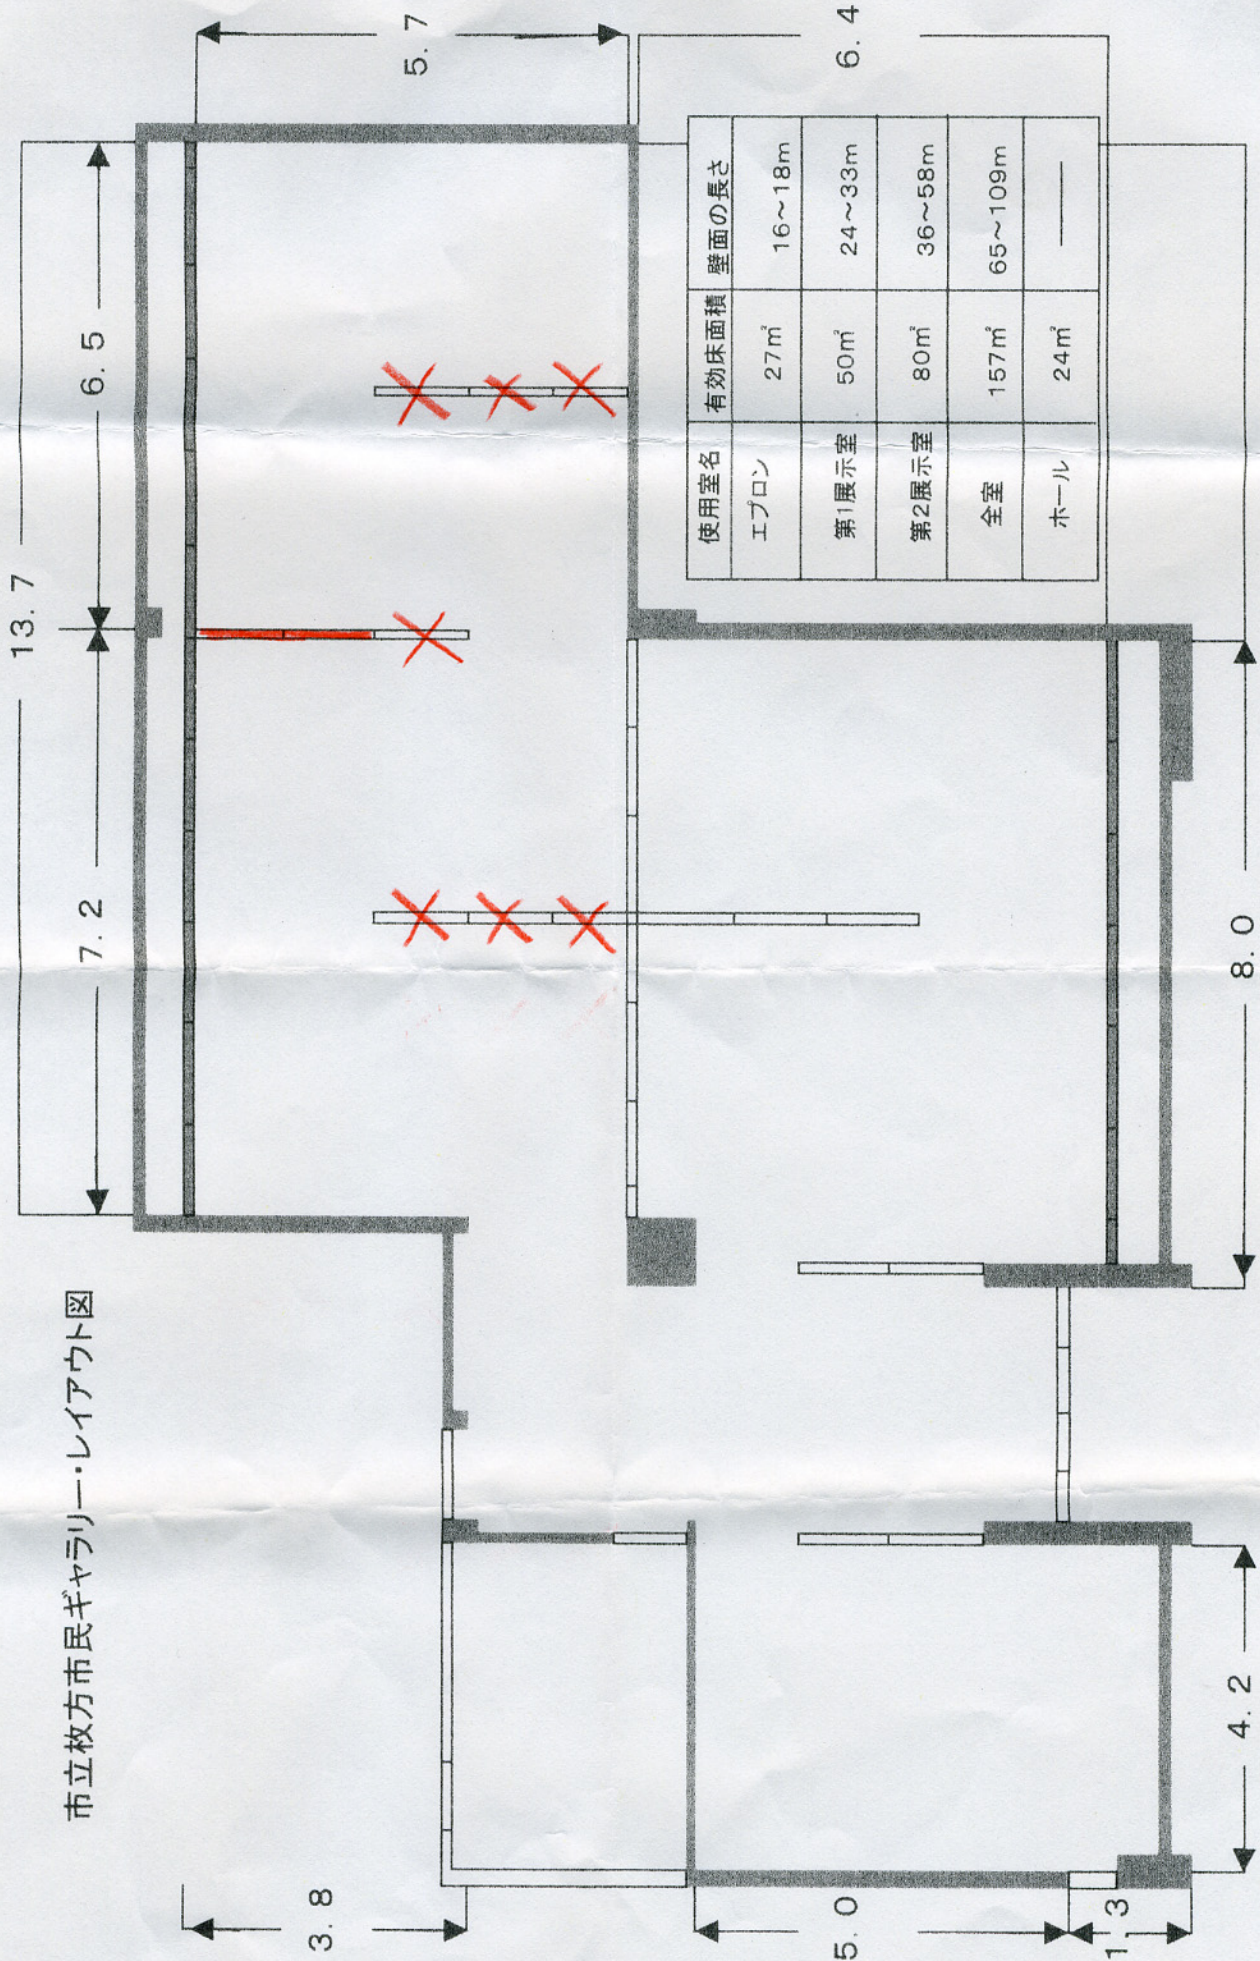 市立枚方市民ギャラリー・レイアウト図
13.7
7.2
6.5
3.8
5.7
5.0
1.3
6.4
4.2
8.0
使用室名 有効床面積 壁面の長さ
エプロン 27㎡ 16～18m
第1展示室 50㎡ 24～33m
第2展示室 80㎡ 36～58m
全室 157㎡ 65～109m
ホール 24㎡ ――